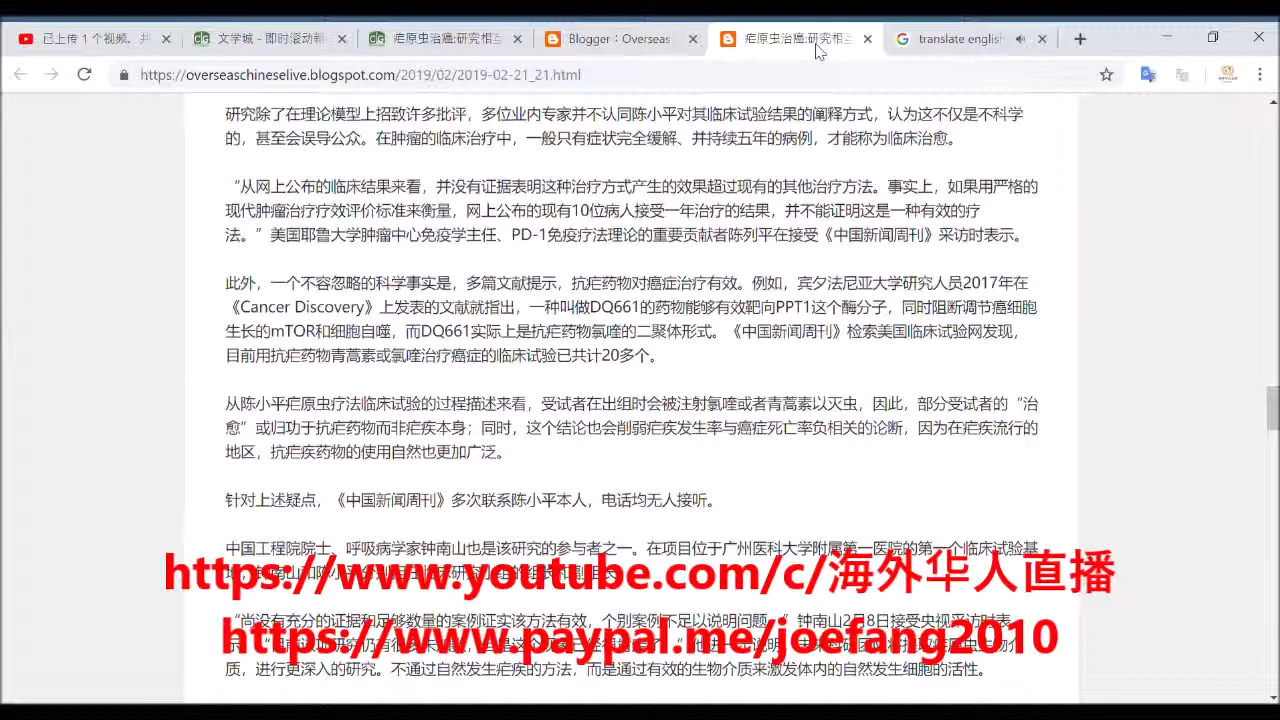 已上传 1 个视频。共
文学城 - 即时滚动新
疟原虫治癌:研究相互
Blogger：Overseas
疟原虫治癌:研究相互
translate english
https://overseaschineselive.blogspot.com/2019/02/2019-02-21_21.html
研究除了在理论模型上招致许多批评，多位业内专家并不认同陈小平对其临床试验结果的阐释方式，认为这不仅是不科学
的，甚至会误导公众。在肿瘤的临床治疗中，一般只有症状完全缓解、并持续五年的病例，才能称为临床治愈。
“从网上公布的临床结果来看，并没有证据表明这种治疗方式产生的效果超过现有的其他治疗方法。事实上，如果用严格的
现代肿瘤治疗疗效评价标准来衡量，网上公布的现有10位病人接受一年治疗的结果，并不能证明这是一种有效的疗
法。”美国耶鲁大学肿瘤中心免疫学主任、PD-1免疫疗法理论的重要贡献者陈列平在接受《中国新闻周刊》采访时表示。
此外，一个不容忽略的科学事实是，多篇文献提示，抗疟药物对癌症治疗有效。例如，宾夕法尼亚大学研究人员2017年在
《Cancer Discovery》上发表的文献就指出，一种叫做DQ661的药物能够有效靶向PPT1这个酶分子，同时阻断调节癌细胞
生长的mTOR和细胞自噬，而DQ661实际上是抗疟药物氯喹的二聚体形式。《中国新闻周刊》检索美国临床试验网发现，
目前用抗疟药物青蒿素或氯喹治疗癌症的临床试验已共计20多个。
从陈小平疟原虫疗法临床试验的过程描述来看，受试者在出组时会被注射氯喹或者青蒿素以灭虫，因此，部分受试者的“治
愈”或归功于抗疟药物而非疟疾本身；同时，这个结论也会削弱疟疾发生率与癌症死亡率负相关的论断，因为在疟疾流行的
地区，抗疟疾药物的使用自然也更加广泛。
针对上述疑点，《中国新闻周刊》多次联系陈小平本人，电话均无人接听。
中国工程院院士、呼吸病学家钟南山也是该研究的参与者之一。在项目位于广州医科大学附属第一医院的第一个临床试验基
https://www.youtube.com/c/海外华人直播
“尚没有充分的证据和足够数量的案例证实该方法有效，个别案例不足以说明问题。”钟南山2月8日接受央视采访时表
https://www.paypal.me/joefang2010
质，进行更深入的研究。不通过自然发生疟疾的方法，而是通过有效的生物介质来激发体内的自然发生细胞的活性。